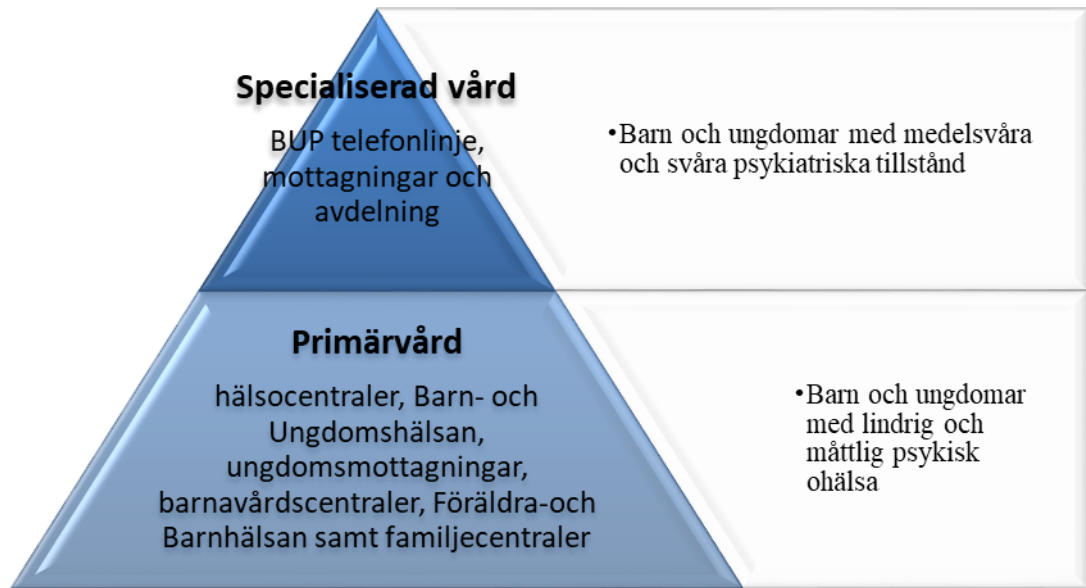 Specialiserad vård
BUP telefonlinje,
mottagningar och
avdelning
•Barn och ungdomar med medelsvåra
och svåra psykiatriska tillstånd
Primärvård
hälsocentraler, Barn- och
Ungdomshälsan,
ungdomsmottagningar,
barnavårdscentraler, Föräldra-och
Barnhälsan samt familjecentraler
•Barn och ungdomar
med lindrig och
måttlig psykisk
ohälsa